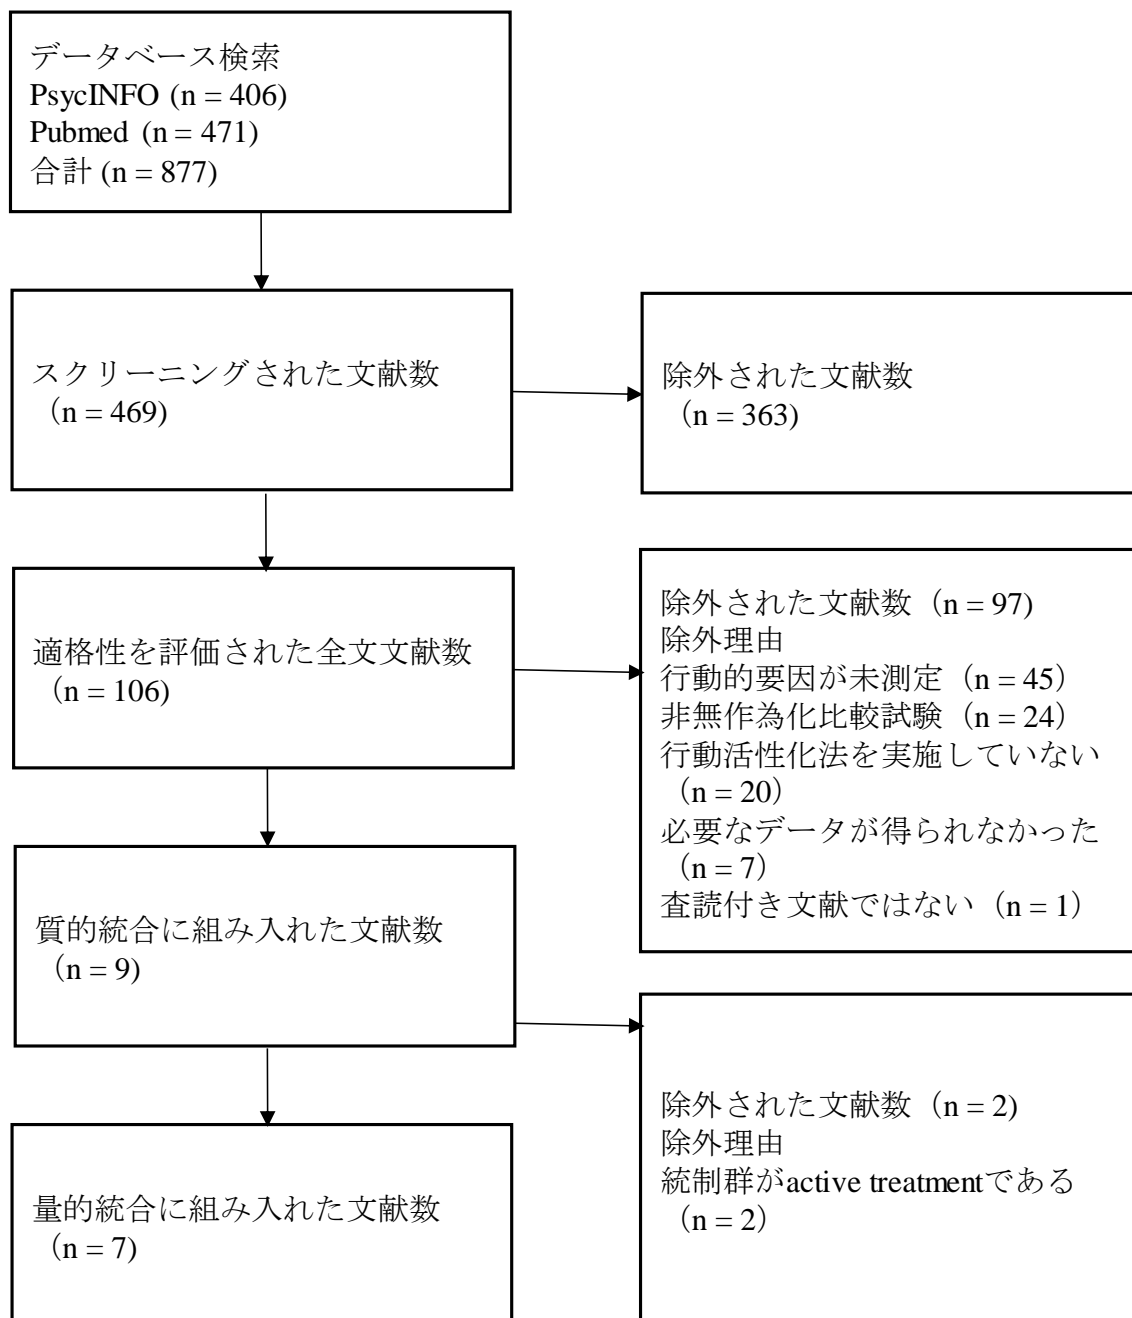 データベース検索
PsycINFO (n = 406)
Pubmed (n = 471)
合計 (n = 877)
スクリーニングされた文献数
（n = 469)
除外された文献数
（n = 363)
適格性を評価された全文文献数
（n = 106)
除外された文献数（n = 97)
除外理由
行動的要因が未測定（n = 45）
非無作為化比較試験（n = 24）
行動活性化法を実施していない
（n = 20）
必要なデータが得られなかった
（n = 7）
査読付き文献ではない（n = 1）
質的統合に組み入れた文献数
（n = 9)
除外された文献数（n = 2)
除外理由
統制群がactive treatmentである
（n = 2）
量的統合に組み入れた文献数
（n = 7)